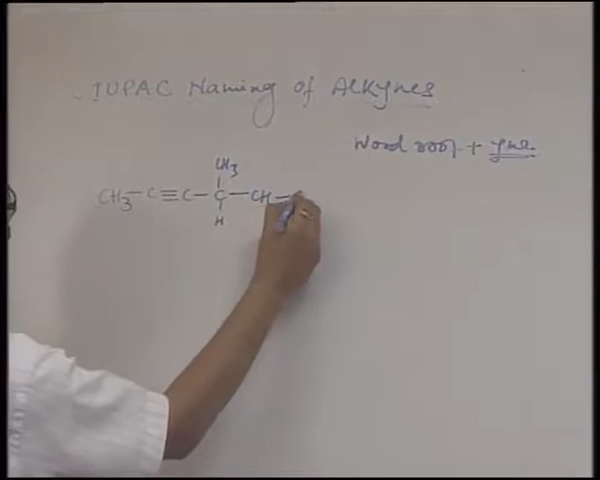 IUPAC Naming of Alkynes
Word root + yne
CH3
CH3 — C ≡ C — C — CH —
H